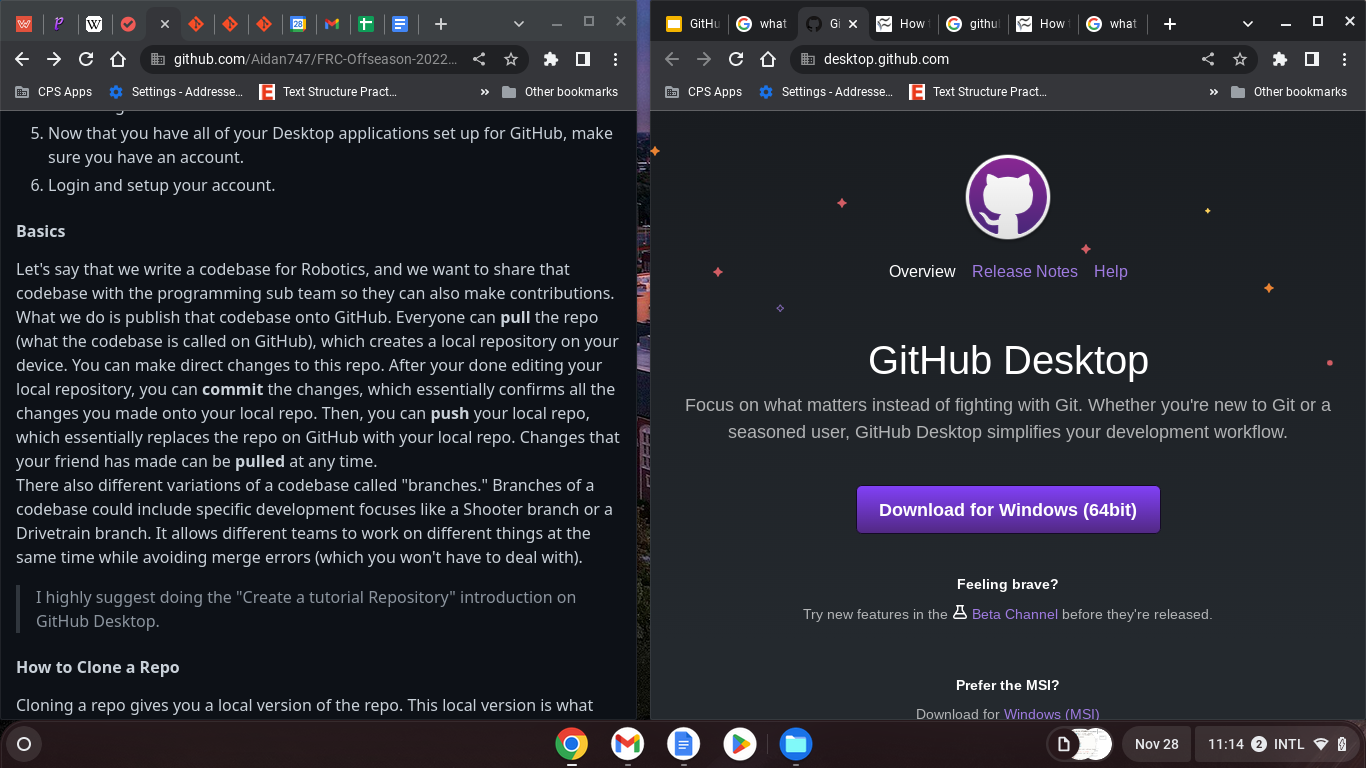 github.com/Aidan747/FRC-Offseason-2022…
CPS Apps
Settings - Addresse…
Text Structure Pract…
»
Other bookmarks
5. Now that you have all of your Desktop applications set up for GitHub, make
sure you have an account.
6. Login and setup your account.
Basics
Let's say that we write a codebase for Robotics, and we want to share that
codebase with the programming sub team so they can also make contributions.
What we do is publish that codebase onto GitHub. Everyone can pull the repo
(what the codebase is called on GitHub), which creates a local repository on your
device. You can make direct changes to this repo. After your done editing your
local repository, you can commit the changes, which essentially confirms all the
changes you made onto your local repo. Then, you can push your local repo,
which essentially replaces the repo on GitHub with your local repo. Changes that
your friend has made can be pulled at any time.
There also different variations of a codebase called "branches." Branches of a
codebase could include specific development focuses like a Shooter branch or a
Drivetrain branch. It allows different teams to work on different things at the
same time while avoiding merge errors (which you won't have to deal with).
I highly suggest doing the "Create a tutorial Repository" introduction on
GitHub Desktop.
How to Clone a Repo
Cloning a repo gives you a local version of the repo. This local version is what
GitHu
what
Gi
How
githul
How
what
desktop.github.com
CPS Apps
Settings - Addresse…
Text Structure Pract…
»
Other bookmarks
Overview
Release Notes
Help
GitHub Desktop
Focus on what matters instead of fighting with Git. Whether you're new to Git or a
seasoned user, GitHub Desktop simplifies your development workflow.
Download for Windows (64bit)
Feeling brave?
Try new features in the Beta Channel before they're released.
Prefer the MSI?
Download for Windows (MSI)
Nov 28
11:14 2 INTL